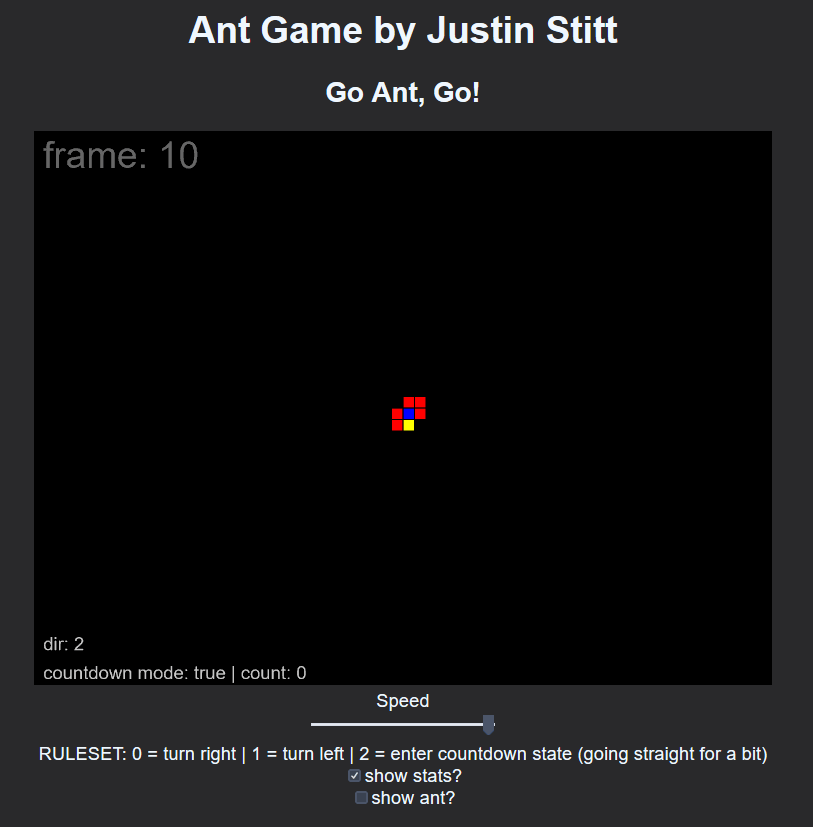 Ant Game by Justin Stitt
Go Ant, Go!
frame: 10
dir: 2
countdown mode: true | count: 0
Speed
RULESET: 0 = turn right | 1 = turn left | 2 = enter countdown state (going straight for a bit)
show stats?
show ant?